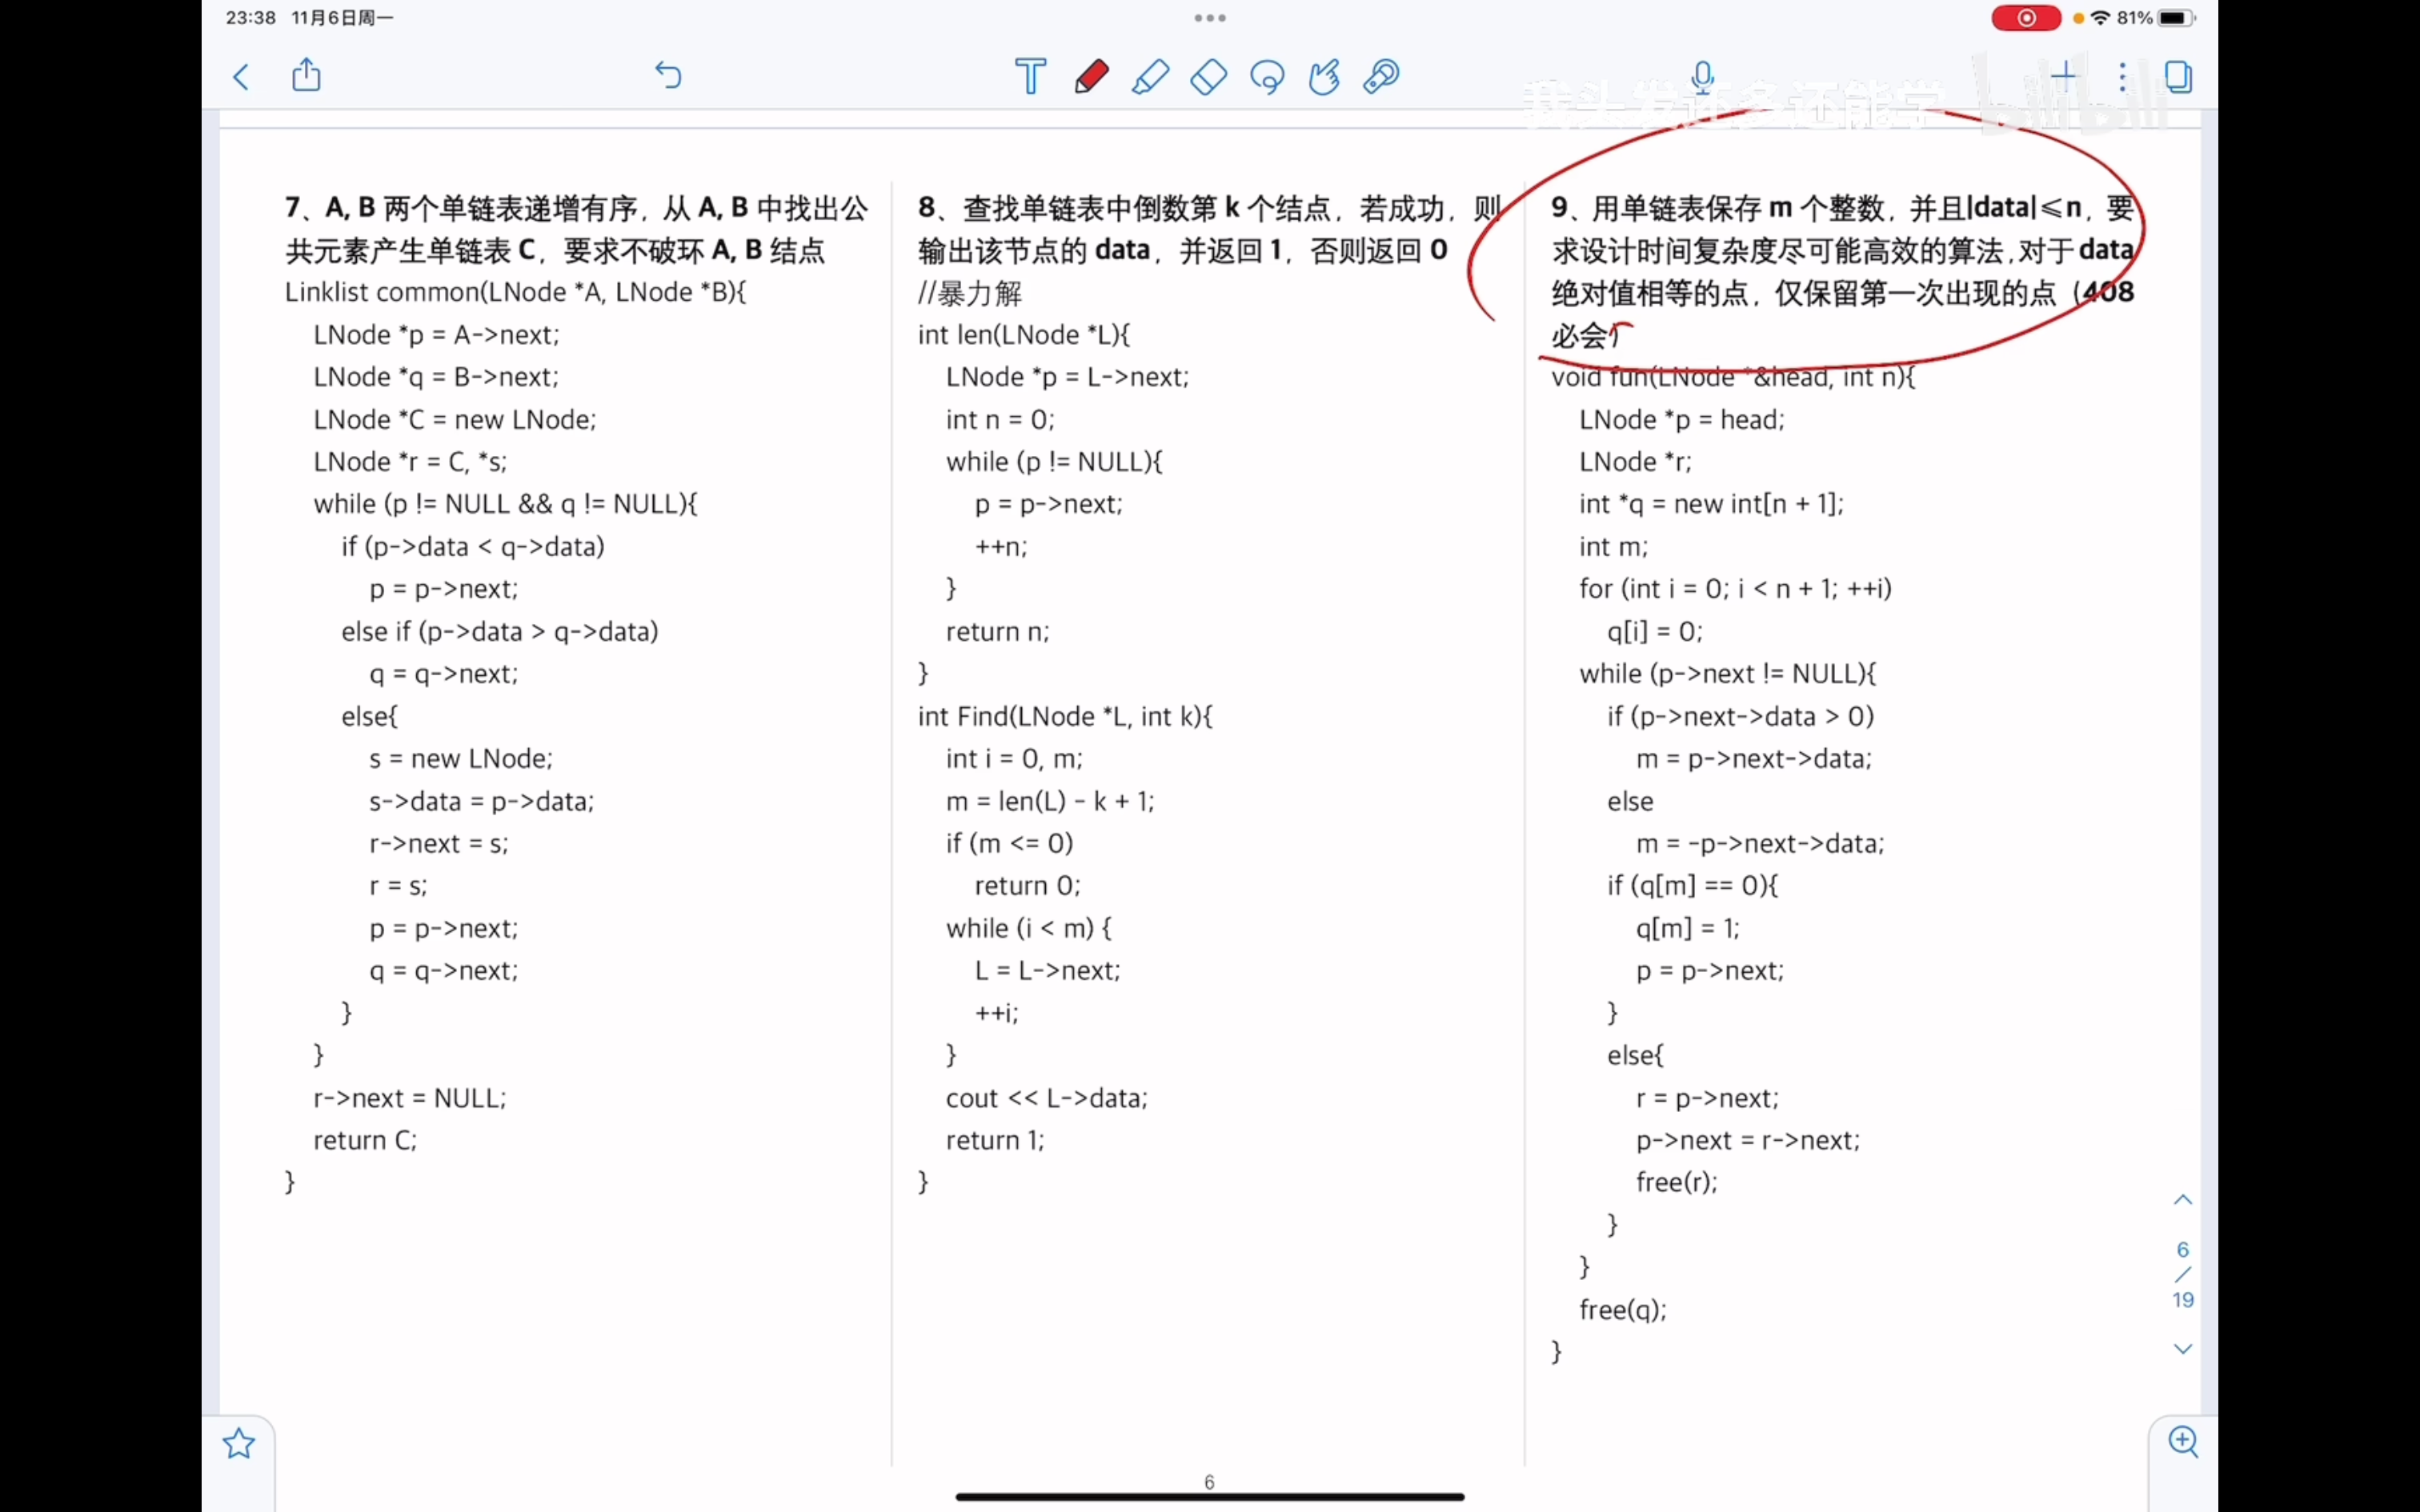 23:38 11月6日周一
81%
我头发还多还能学 bilibili
7、A, B 两个单链表递增有序，从 A, B 中找出公
共元素产生单链表 C，要求不破环 A, B 结点
Linklist common(LNode *A, LNode *B){
LNode *p = A->next;
LNode *q = B->next;
LNode *C = new LNode;
LNode *r = C, *s;
while (p != NULL && q != NULL){
if (p->data < q->data)
p = p->next;
else if (p->data > q->data)
q = q->next;
else{
s = new LNode;
s->data = p->data;
r->next = s;
r = s;
p = p->next;
q = q->next;
}
}
r->next = NULL;
return C;
}
8、查找单链表中倒数第 k 个结点，若成功，则
输出该节点的 data，并返回 1，否则返回 0
//暴力解
int len(LNode *L){
LNode *p = L->next;
int n = 0;
while (p != NULL){
p = p->next;
++n;
}
return n;
}
int Find(LNode *L, int k){
int i = 0, m;
m = len(L) - k + 1;
if (m <= 0)
return 0;
while (i < m) {
L = L->next;
++i;
}
cout << L->data;
return 1;
}
9、用单链表保存 m 个整数，并且|data|≤n，要
求设计时间复杂度尽可能高效的算法,对于 data
绝对值相等的点，仅保留第一次出现的点（408
必会）
void fun(LNode *&head, int n){
LNode *p = head;
LNode *r;
int *q = new int[n + 1];
int m;
for (int i = 0; i < n + 1; ++i)
q[i] = 0;
while (p->next != NULL){
if (p->next->data > 0)
m = p->next->data;
else
m = -p->next->data;
if (q[m] == 0){
q[m] = 1;
p = p->next;
}
else{
r = p->next;
p->next = r->next;
free(r);
}
}
free(q);
}
6
/
19
6